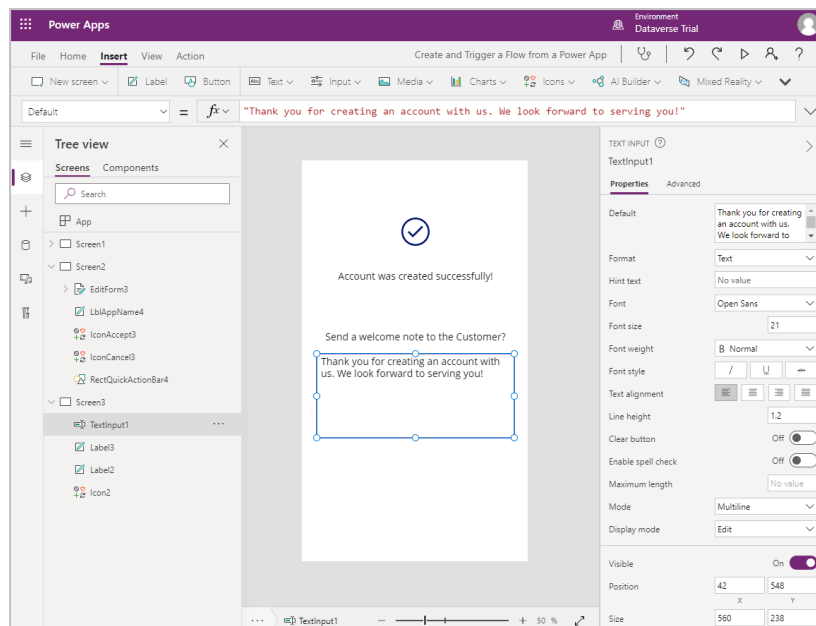 Power Apps
Environment
Dataverse Trial
File Home Insert View Action
Create and Trigger a Flow from a Power App
?
New screen
Label
Button
Text
Input
Media
Charts
Icons
AI Builder
Mixed Reality
Default
=
fx
"Thank you for creating an account with us. We look forward to serving you!"
Tree view
Screens Components
Search
App
Screen1
Screen2
EditForm3
LblAppName4
IconAccept3
IconCancel3
RectQuickActionBar4
Screen3
TextInput1
...
Label3
Label2
Icon2
Account was created successfully!
Send a welcome note to the Customer?
Thank you for creating an account with
us. We look forward to serving you!
... TextInput1
− + 50 %
TEXT INPUT ?
TextInput1
Properties Advanced
Default
Thank you for creating
an account with us.
We look forward to
Format Text
Hint text No value
Font Open Sans
Font size 21
Font weight B Normal
Font style / U abc
Text alignment
Line height 1.2
Clear button Off
Enable spell check Off
Maximum length No value
Mode Multiline
Display mode Edit
Visible On
Position 42 548
X Y
Size 560 238